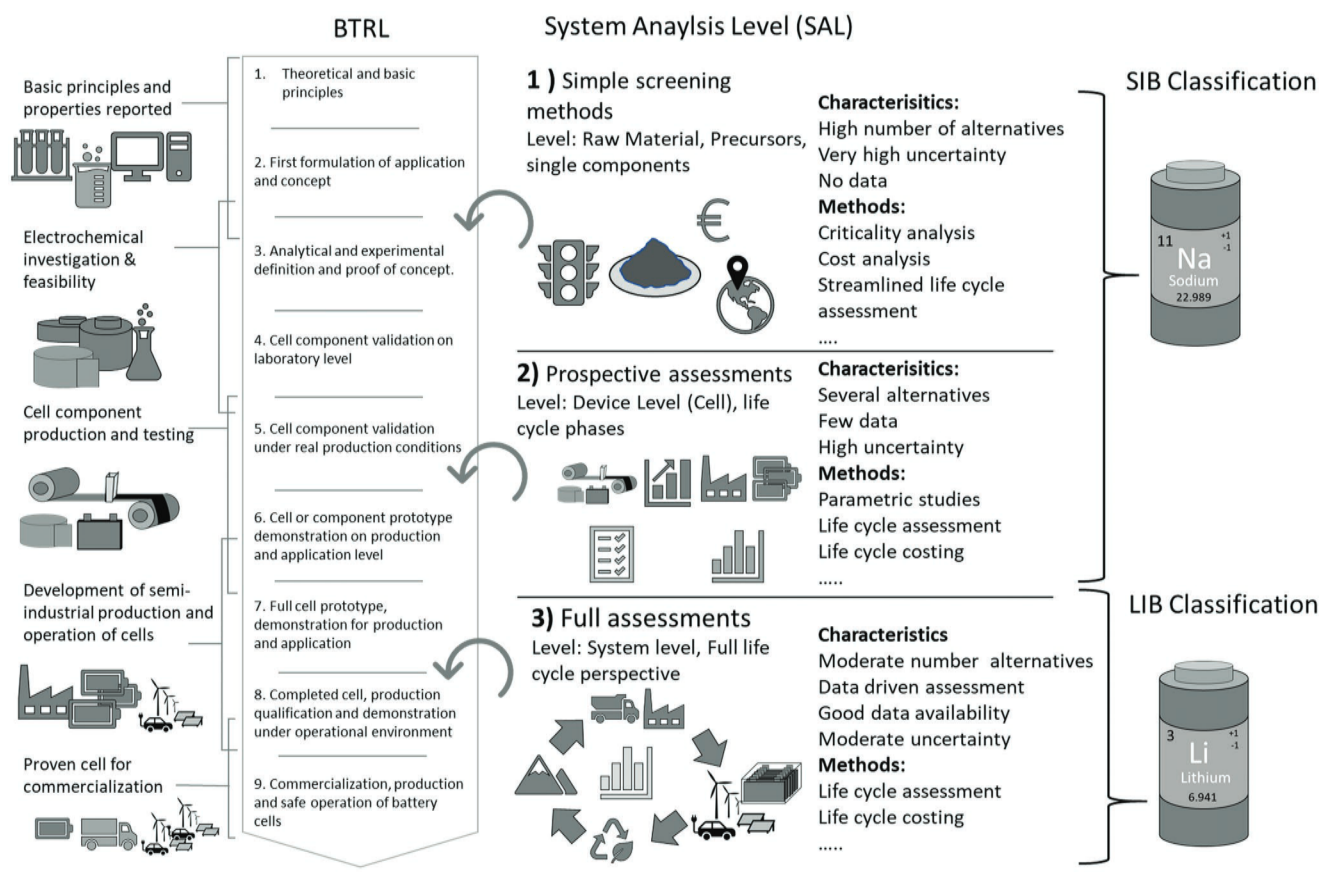 BTRL
System Anaylsis Level (SAL)
Basic principles and
properties reported
Electrochemical
investigation &
feasibility
Cell component
production and testing
Development of semi-
industrial production and
operation of cells
Proven cell for
commercialization
1. Theoretical and basic
principles
2. First formulation of application
and concept
3. Analytical and experimental
definition and proof of concept.
4. Cell component validation on
laboratory level
5. Cell component validation
under real production conditions
6. Cell or component prototype
demonstration on production
and application level
7. Full cell prototype,
demonstration for production
and application
8. Completed cell, production
qualification and demonstration
under operational environment
9. Commercialization, production
and safe operation of battery
cells
1 ) Simple screening
methods
Level: Raw Material, Precursors,
single components
€
Characterisitics:
High number of alternatives
Very high uncertainty
No data
Methods:
Criticality analysis
Cost analysis
Streamlined life cycle
assessment
....
2) Prospective assessments
Level: Device Level (Cell), life
cycle phases
Characterisitics:
Several alternatives
Few data
High uncertainty
Methods:
Parametric studies
Life cycle assessment
Life cycle costing
.....
3) Full assessments
Level: System level, Full life
cycle perspective
Characteristics
Moderate number alternatives
Data driven assessment
Good data availability
Moderate uncertainty
Methods:
Life cycle assessment
Life cycle costing
.....
SIB Classification
11
+1
-1
Na
Sodium
22.989
LIB Classification
3
+1
-1
Li
Lithium
6.941